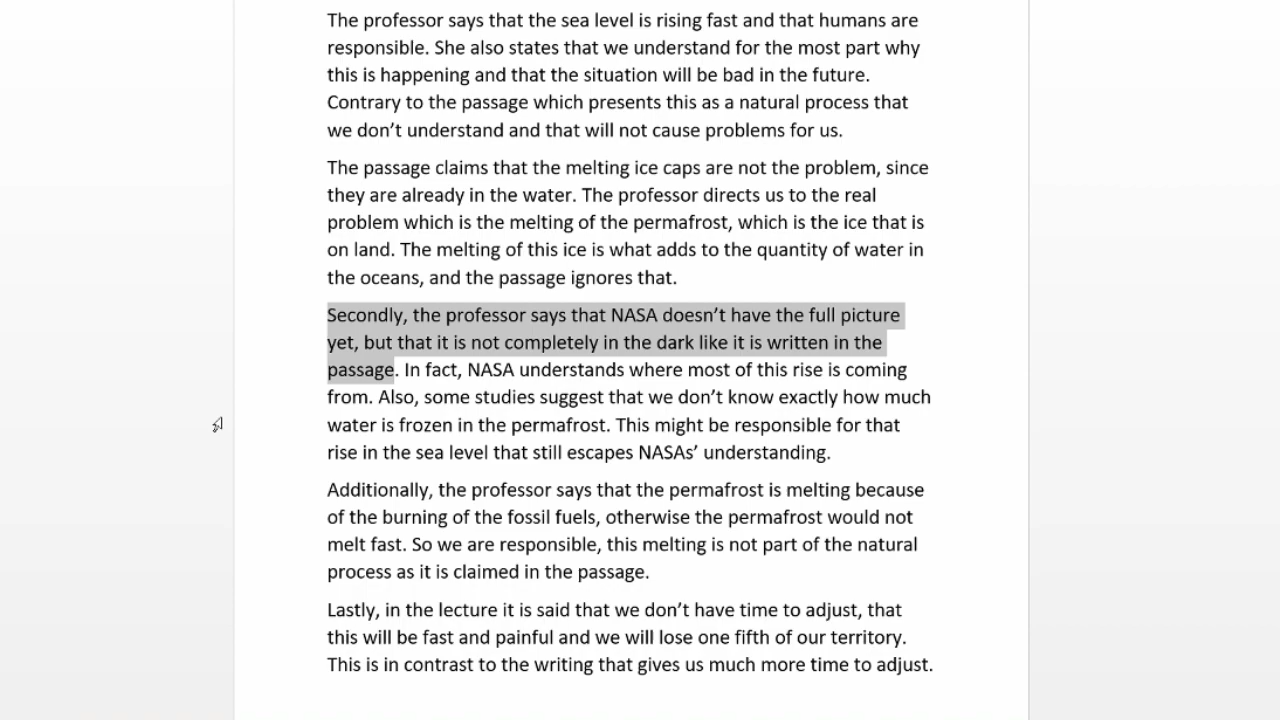 The professor says that the sea level is rising fast and that humans are
responsible. She also states that we understand for the most part why
this is happening and that the situation will be bad in the future.
Contrary to the passage which presents this as a natural process that
we don’t understand and that will not cause problems for us.
The passage claims that the melting ice caps are not the problem, since
they are already in the water. The professor directs us to the real
problem which is the melting of the permafrost, which is the ice that is
on land. The melting of this ice is what adds to the quantity of water in
the oceans, and the passage ignores that.
Secondly, the professor says that NASA doesn’t have the full picture
yet, but that it is not completely in the dark like it is written in the
passage. In fact, NASA understands where most of this rise is coming
from. Also, some studies suggest that we don’t know exactly how much
water is frozen in the permafrost. This might be responsible for that
rise in the sea level that still escapes NASAs’ understanding.
Additionally, the professor says that the permafrost is melting because
of the burning of the fossil fuels, otherwise the permafrost would not
melt fast. So we are responsible, this melting is not part of the natural
process as it is claimed in the passage.
Lastly, in the lecture it is said that we don’t have time to adjust, that
this will be fast and painful and we will lose one fifth of our territory.
This is in contrast to the writing that gives us much more time to adjust.